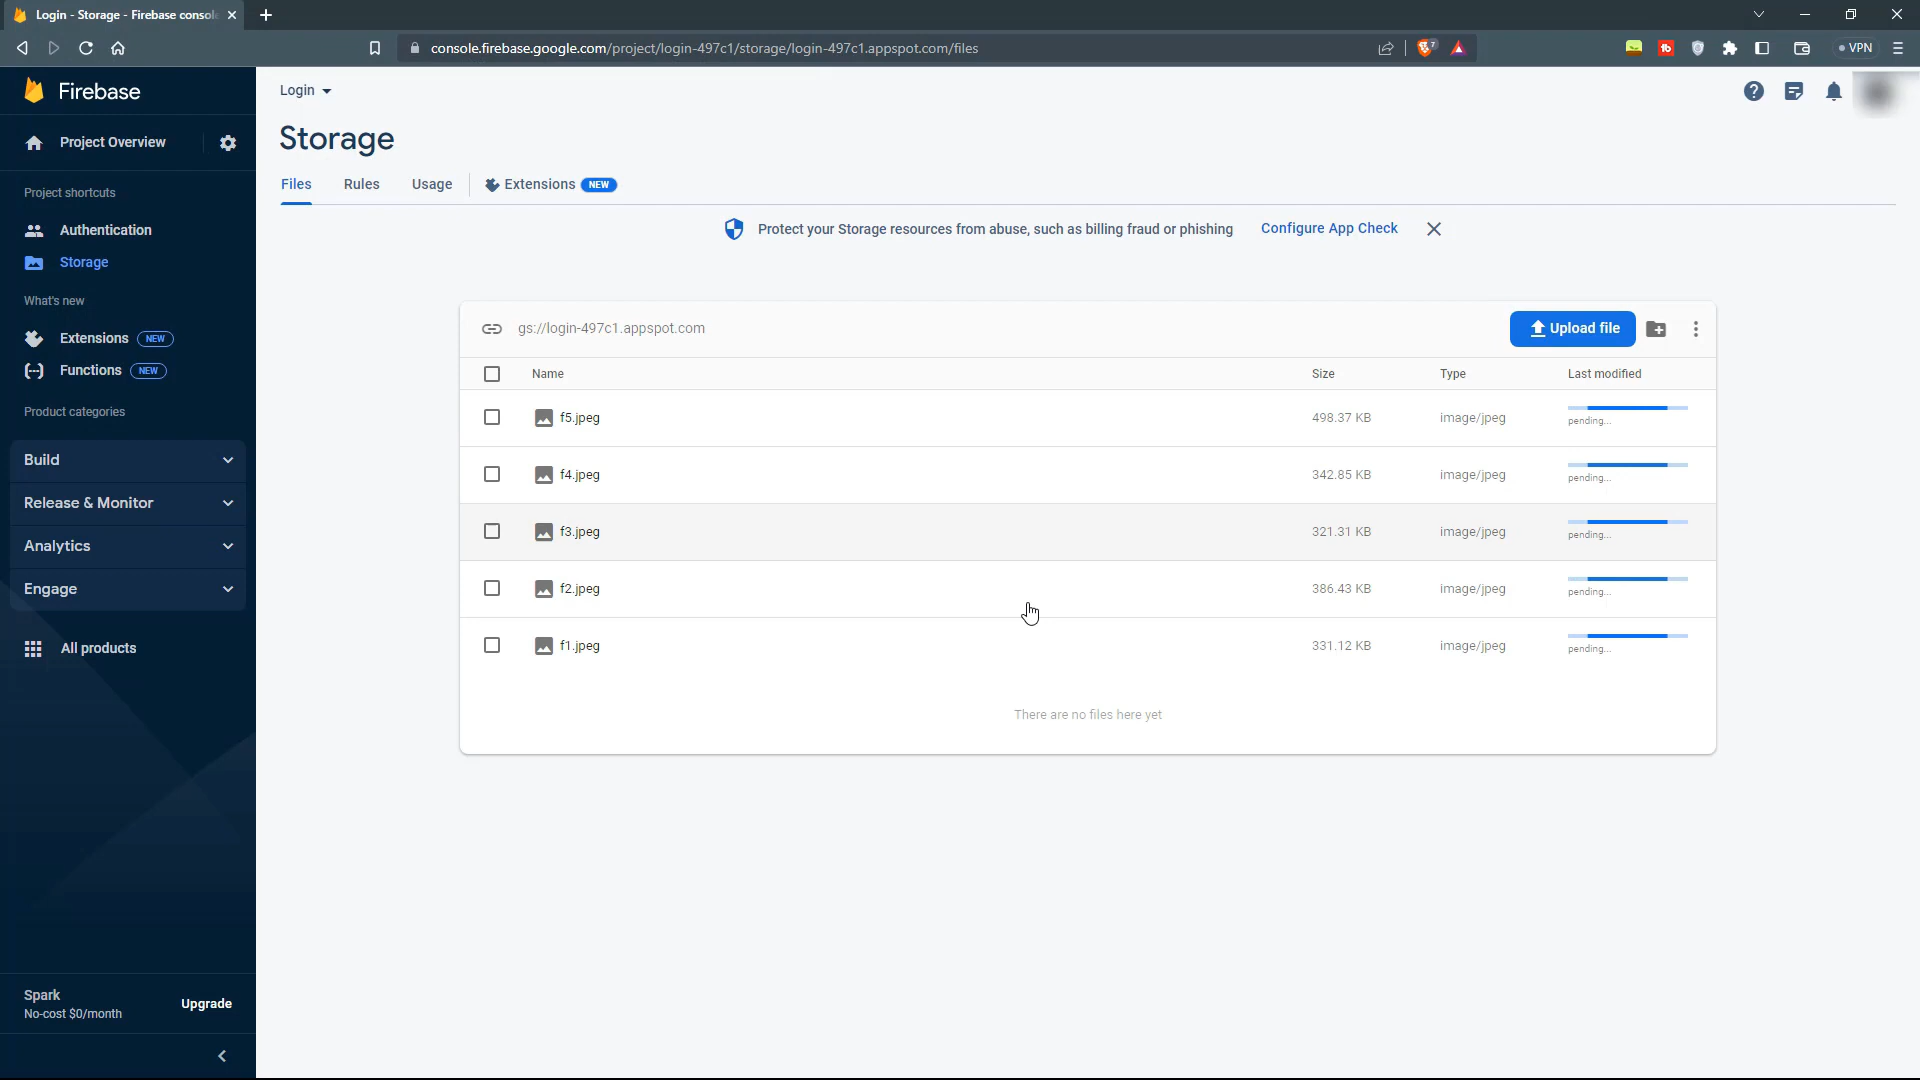 Login - Storage - Firebase consol
console.firebase.google.com/project/login-497c1/storage/login-497c1.appspot.com/files
7
VPN
Firebase
Login
Project Overview
Storage
Files
Rules
Usage
Extensions NEW
Project shortcuts
Authentication
Storage
What's new
Extensions NEW
Functions NEW
Product categories
Build
Release & Monitor
Analytics
Engage
All products
Spark
No-cost $0/month
Upgrade
Protect your Storage resources from abuse, such as billing fraud or phishing
Configure App Check
gs://login-497c1.appspot.com
Upload file
Name Size Type Last modified
f5.jpeg 498.37 KB image/jpeg pending...
f4.jpeg 342.85 KB image/jpeg pending...
f3.jpeg 321.31 KB image/jpeg pending...
f2.jpeg 386.43 KB image/jpeg pending...
f1.jpeg 331.12 KB image/jpeg pending...
There are no files here yet